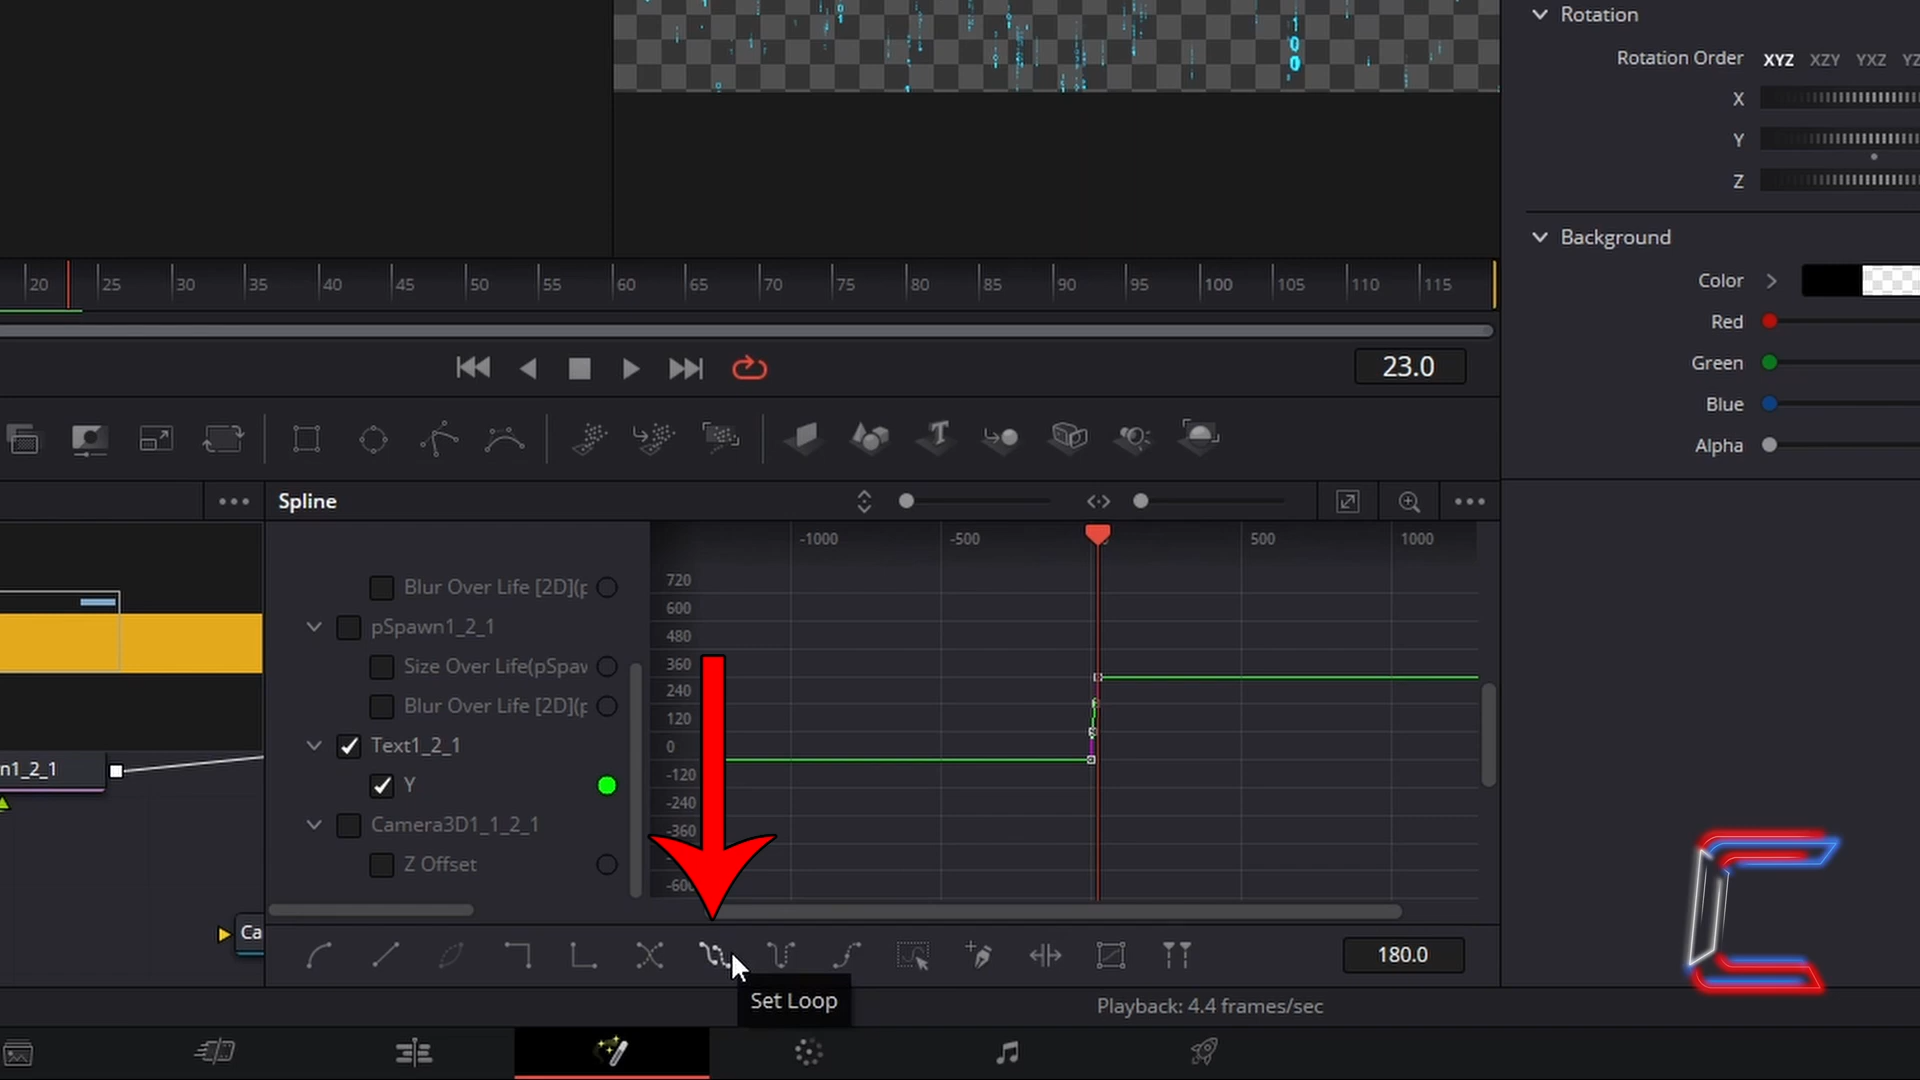 Rotation
Rotation Order XYZ XZY YXZ YZ
X
Y
Z
Background
Color
Red
Green
Blue
Alpha
20 25 30 35 40 45 50 55 60 65 70 75 80 85 90 95 100 105 110 115
23.0
Spline
-1000 -500 500 1000
Blur Over Life [2D](p
pSpawn1_2_1
Size Over Life(pSpaw
Blur Over Life [2D](p
Text1_2_1
Y
Camera3D1_1_2_1
Z Offset
720
600
480
360
240
120
0
-120
-240
-360
-600
n1_2_1
Ca
180.0
Set Loop
Playback: 4.4 frames/sec